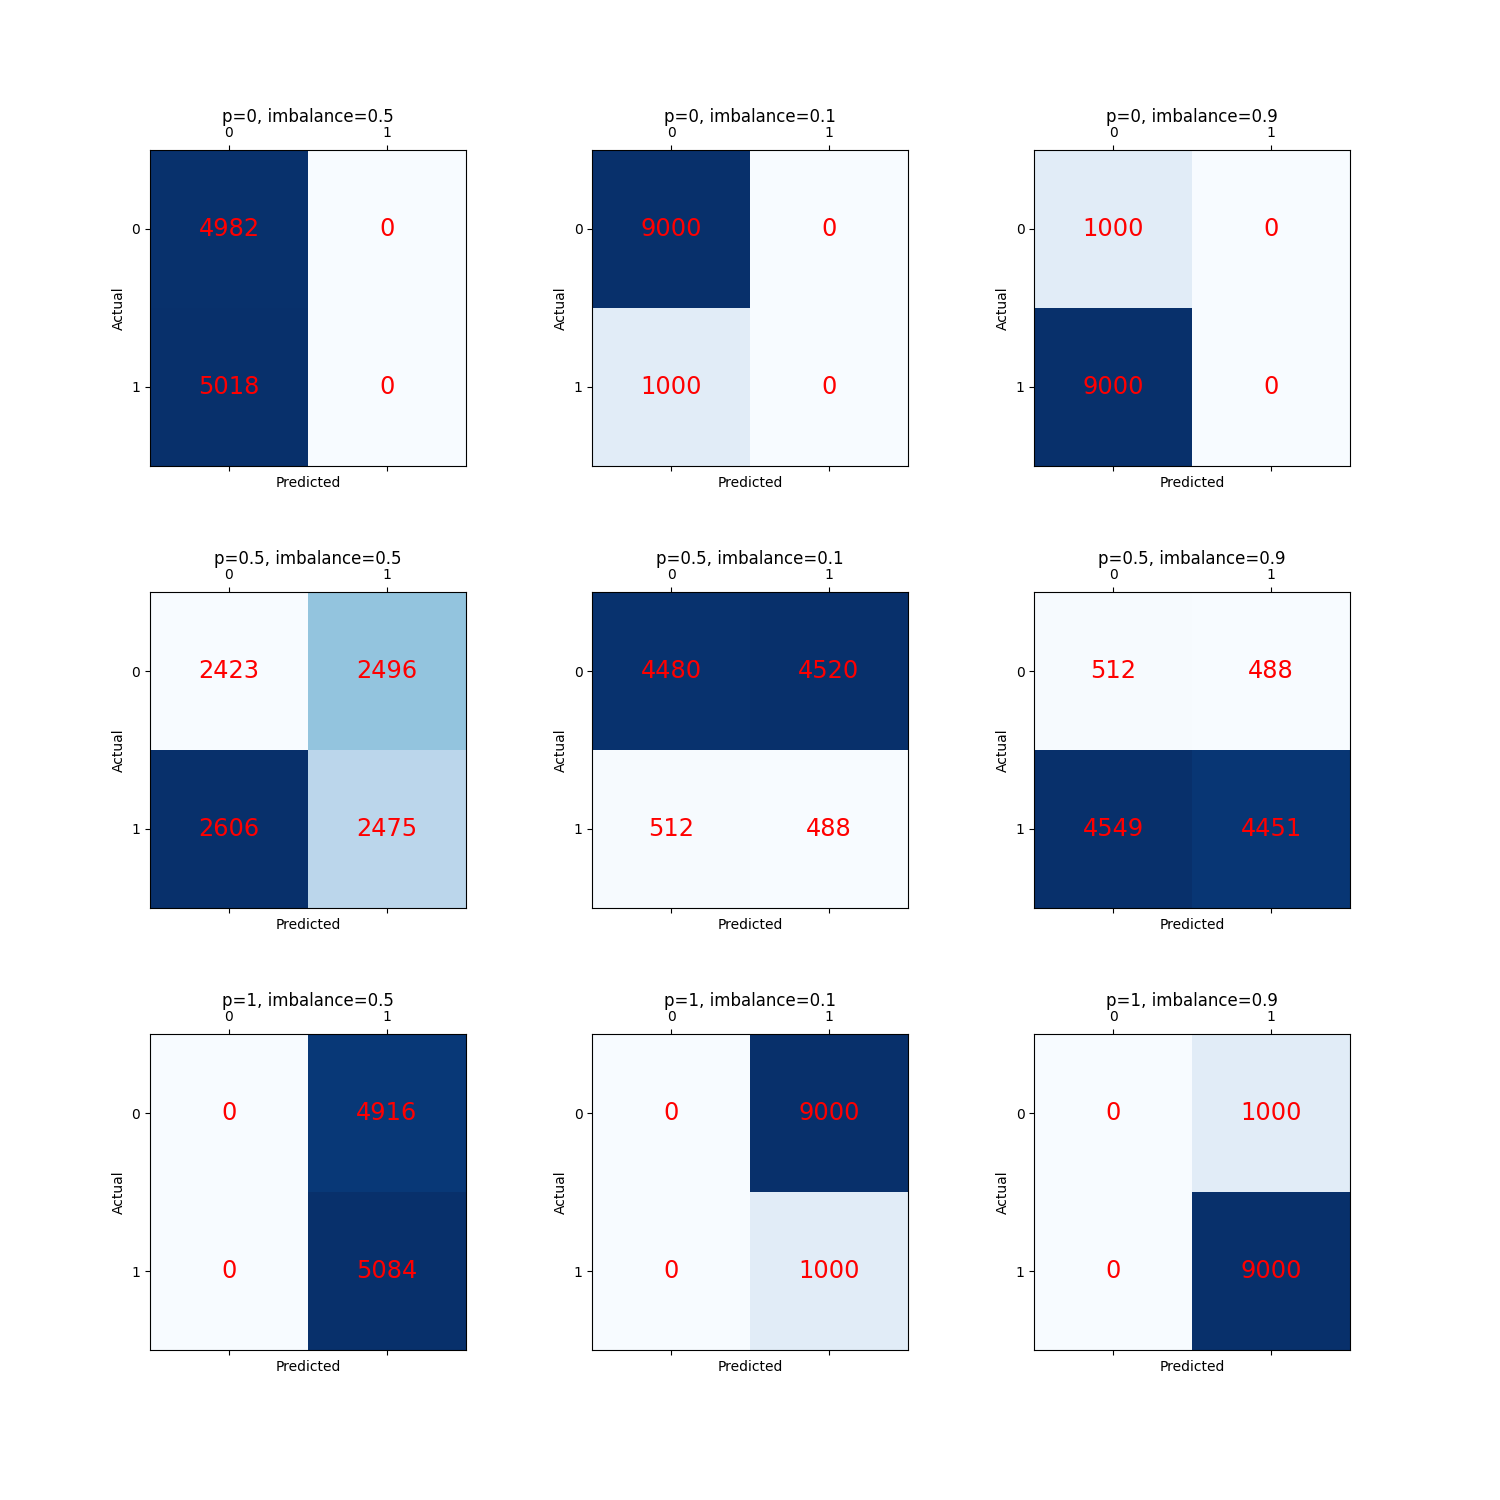 p=0, imbalance=0.5
0 1
0 4982 0
Actual
1 5018 0
Predicted
p=0, imbalance=0.1
0 1
0 9000 0
Actual
1 1000 0
Predicted
p=0, imbalance=0.9
0 1
0 1000 0
Actual
1 9000 0
Predicted
p=0.5, imbalance=0.5
0 1
0 2423 2496
Actual
1 2606 2475
Predicted
p=0.5, imbalance=0.1
0 1
0 4480 4520
Actual
1 512 488
Predicted
p=0.5, imbalance=0.9
0 1
0 512 488
Actual
1 4549 4451
Predicted
p=1, imbalance=0.5
0 1
0 0 4916
Actual
1 0 5084
Predicted
p=1, imbalance=0.1
0 1
0 0 9000
Actual
1 0 1000
Predicted
p=1, imbalance=0.9
0 1
0 0 1000
Actual
1 0 9000
Predicted